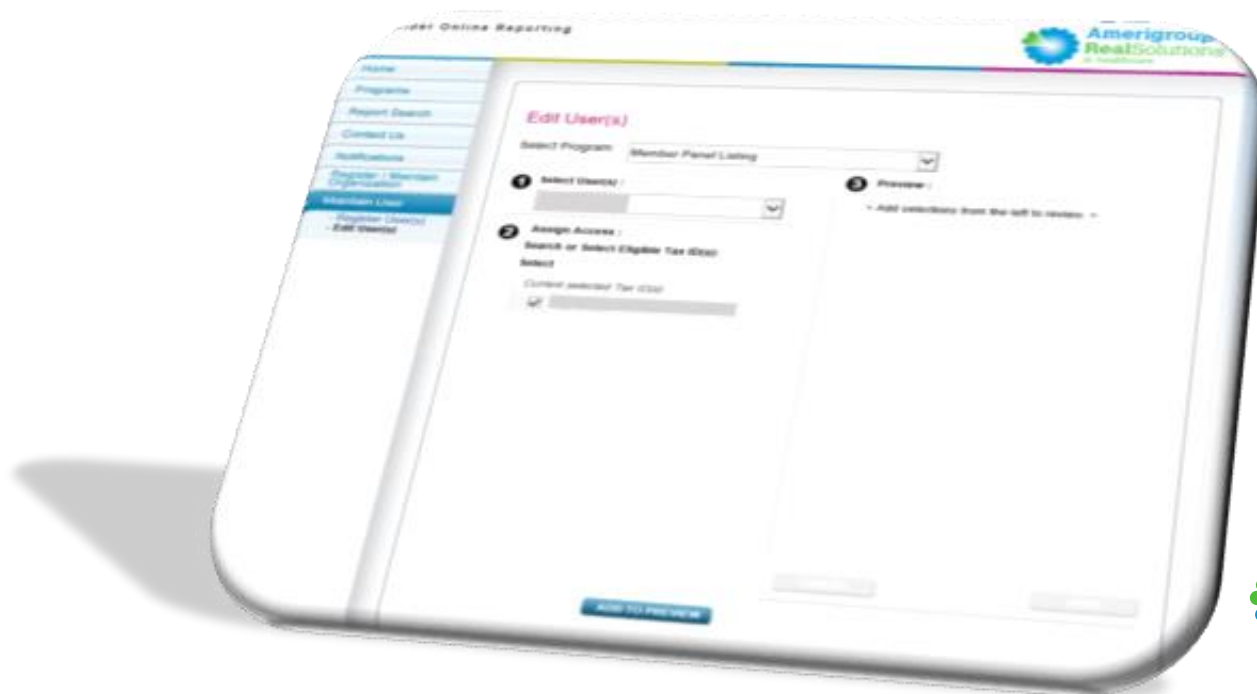 Online Reporting
Amerigroup
RealSolutions
in healthcare
Home
Programs
Report Search
Contact Us
Notifications
Register / Maintain
Organization
Maintain User
- Register User(s)
- Edit User(s)
Edit User(s)
Select Program
Member Panel Listing
1 Select User(s) :
2 Assign Access :
Search or Select Eligible Tax ID(s)
Select
Current selected Tax ID(s)
ADD TO PREVIEW
3 Preview :
Add selections from the left to review